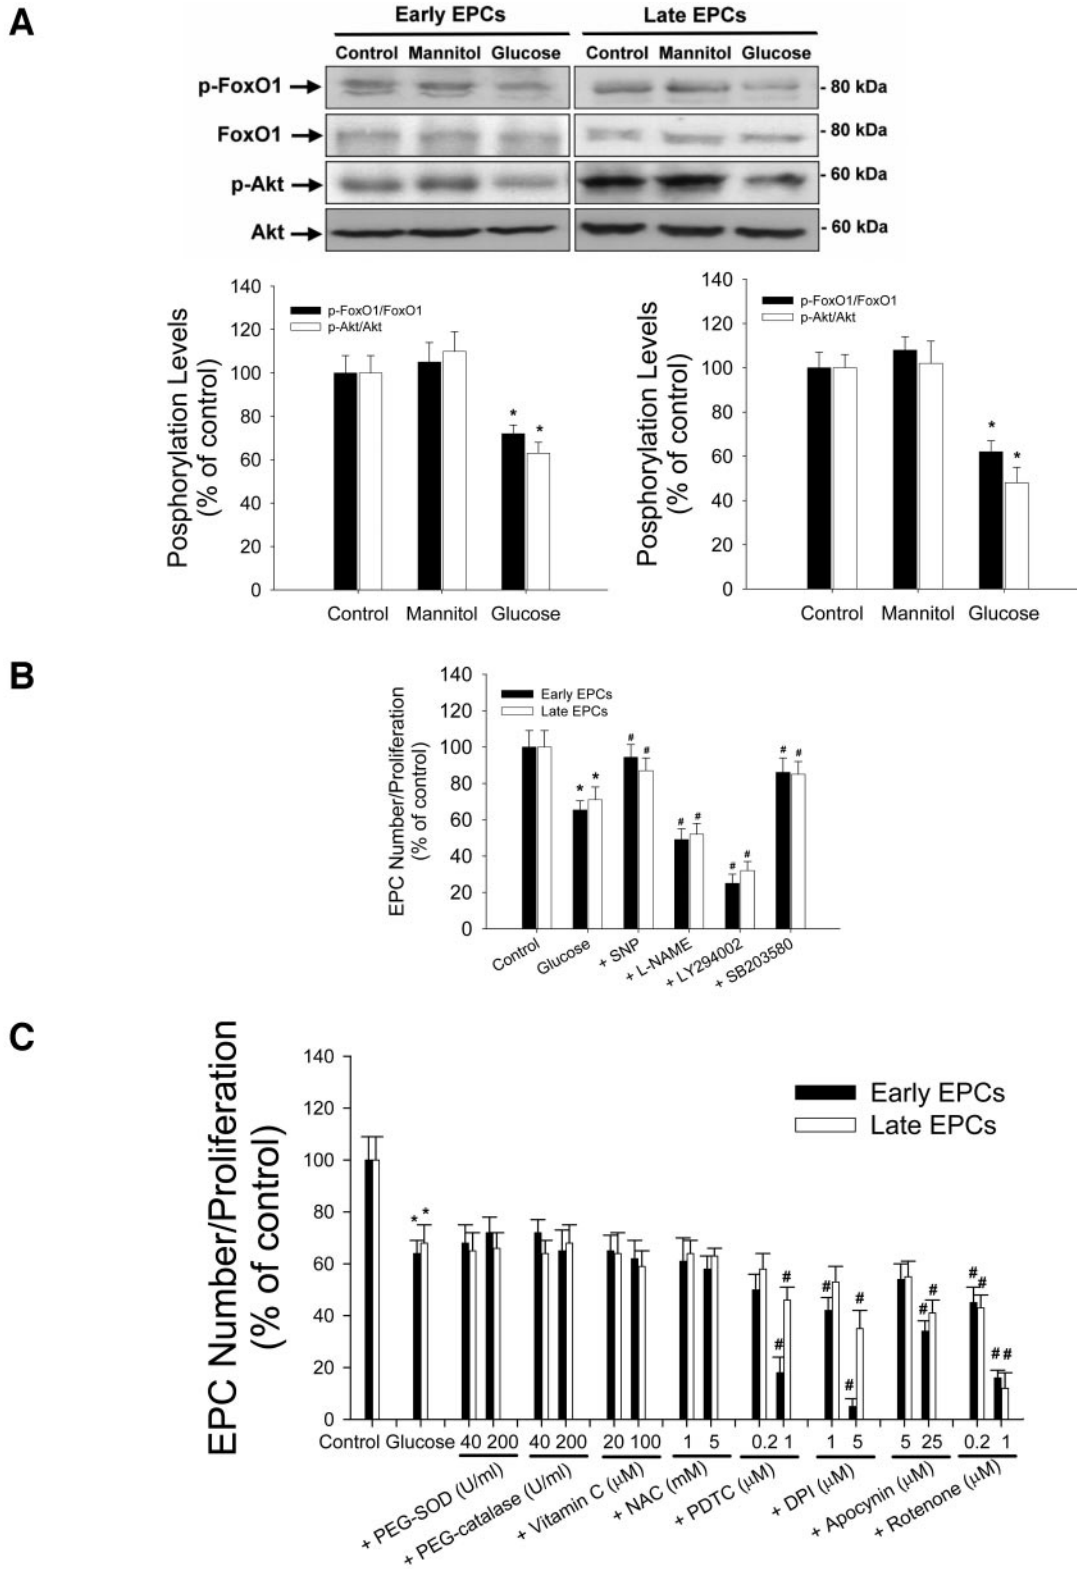 A
Early EPCs
Late EPCs
Control Mannitol Glucose
Control Mannitol Glucose
p-FoxO1
- 80 kDa
FoxO1
- 80 kDa
p-Akt
- 60 kDa
Akt
- 60 kDa
Posphorylation Levels
(% of control)
140
120
100
80
60
40
20
0
p-FoxO1/FoxO1
p-Akt/Akt
*
*
Control Mannitol Glucose
Posphorylation Levels
(% of control)
140
120
100
80
60
40
20
0
p-FoxO1/FoxO1
p-Akt/Akt
*
*
Control Mannitol Glucose
B
EPC Number/Proliferation
(% of control)
140
120
100
80
60
40
20
0
Early EPCs
Late EPCs
* *
# #
# #
# #
# #
Control
Glucose
+ SNP
+ L-NAME
+ LY294002
+ SB203580
C
EPC Number/Proliferation
(% of control)
140
120
100
80
60
40
20
0
Early EPCs
Late EPCs
* *
# #
# # #
# #
# # # #
Control Glucose 40 200 40 200 20 100 1 5 0.2 1 1 5 5 25 0.2 1
+ PEG-SOD (U/ml)
+ PEG-catalase (U/ml)
+ Vitamin C (μM)
+ NAC (mM)
+ PDTC (μM)
+ DPI (μM)
+ Apocynin (μM)
+ Rotenone (μM)